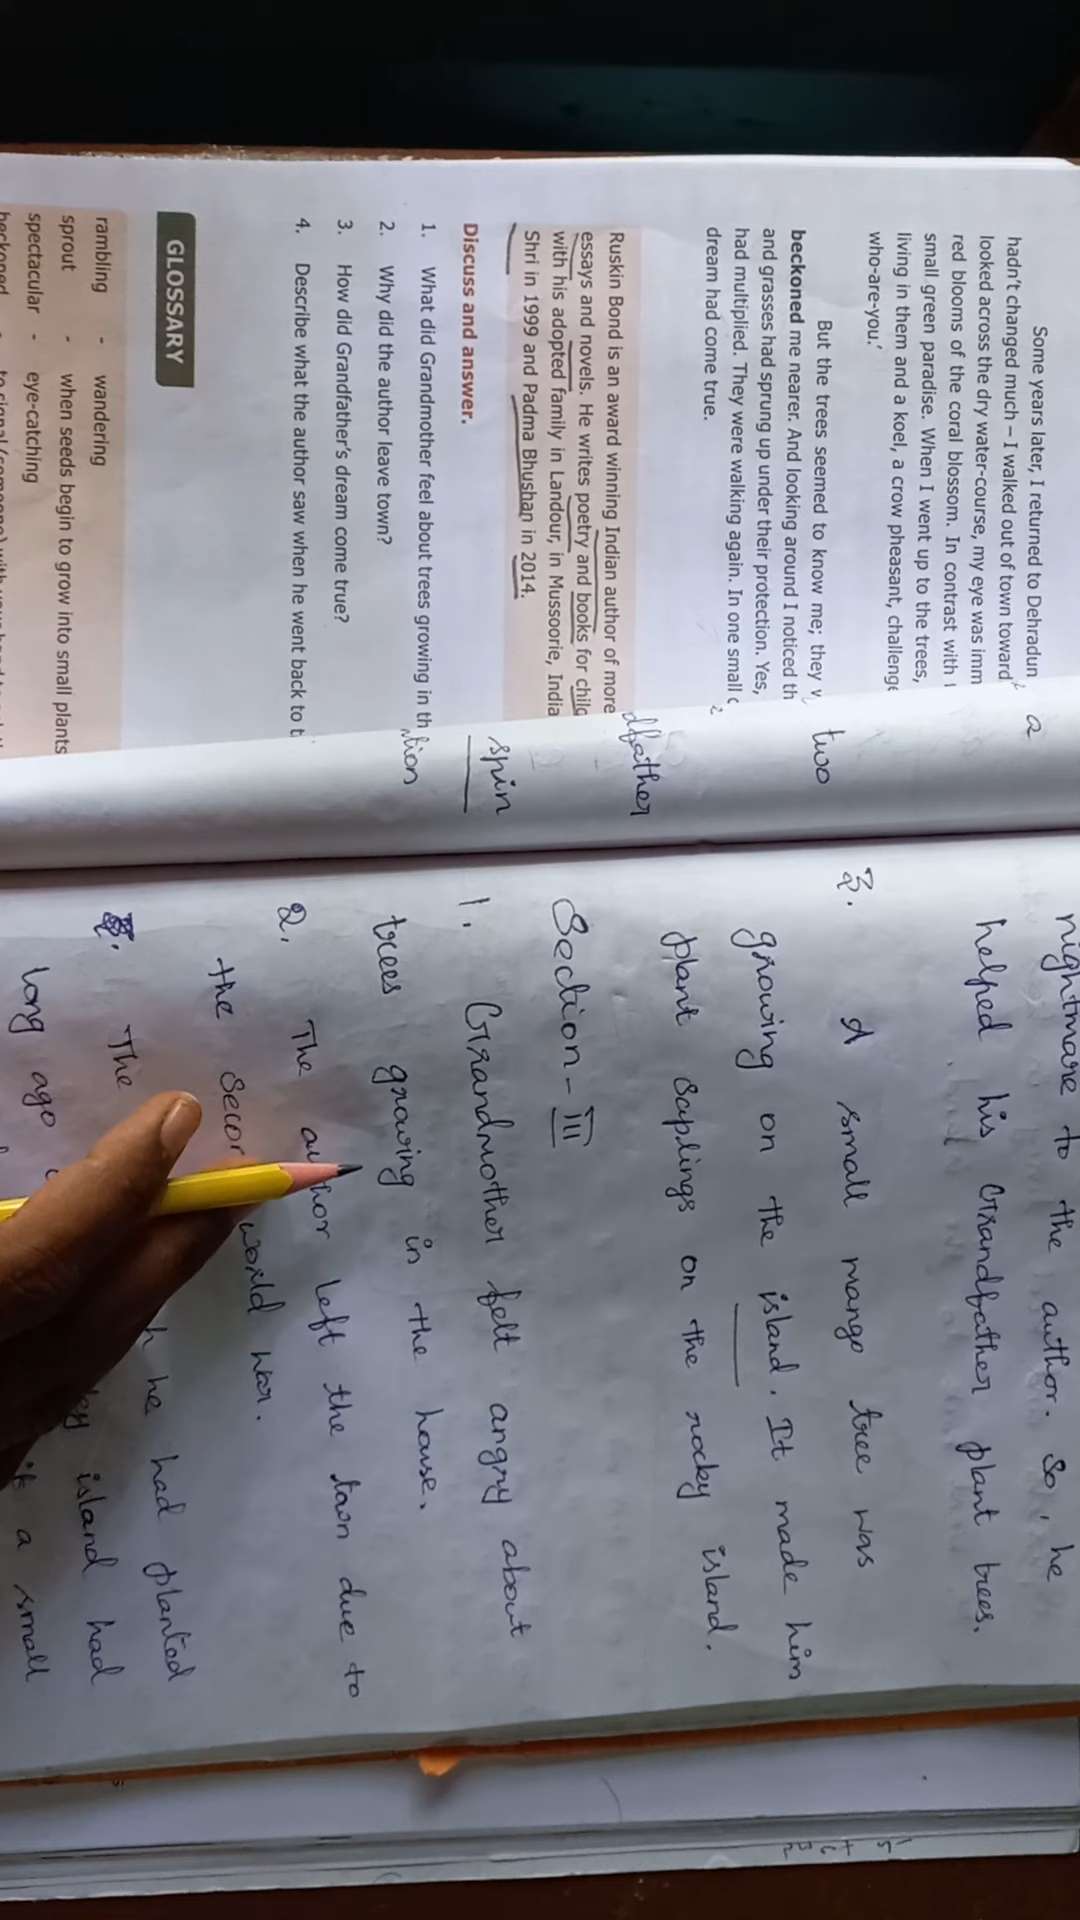 Some years later, I returned to Dehradun
hadn't changed much – I walked out of town toward
looked across the dry water-course, my eye was imm
red blooms of the coral blossom. In contrast with
small green paradise. When I went up to the trees,
living in them and a koel, a crow pheasant, challenge
who-are-you.'
But the trees seemed to know me; they
beckoned me nearer. And looking around I noticed th
and grasses had sprung up under their protection. Yes,
had multiplied. They were walking again. In one small
dream had come true.
Ruskin Bond is an award winning Indian author of more
essays and novels. He writes poetry and books for child
with his adopted family in Landour, in Mussoorie, India
Shri in 1999 and Padma Bhushan in 2014.
Discuss and answer.
1. What did Grandmother feel about trees growing in th
2. Why did the author leave town?
3. How did Grandfather's dream come true?
4. Describe what the author saw when he went back to t
GLOSSARY
rambling - wandering
sprout - when seeds begin to grow into small plants
spectacular - eye-catching
beckoned
a
two
dfather
spin
tion
nightmare to the author. So, he
helped his Grandfather plant trees.
3. A small mango tree was
growing on the island. It made him
plant saplings on the rocky island.
Section-III
1. Grandmother felt angry about
trees growing in the house.
2. The author left the town due to
the Secon world war.
The h he had planted
long ago island had
a small